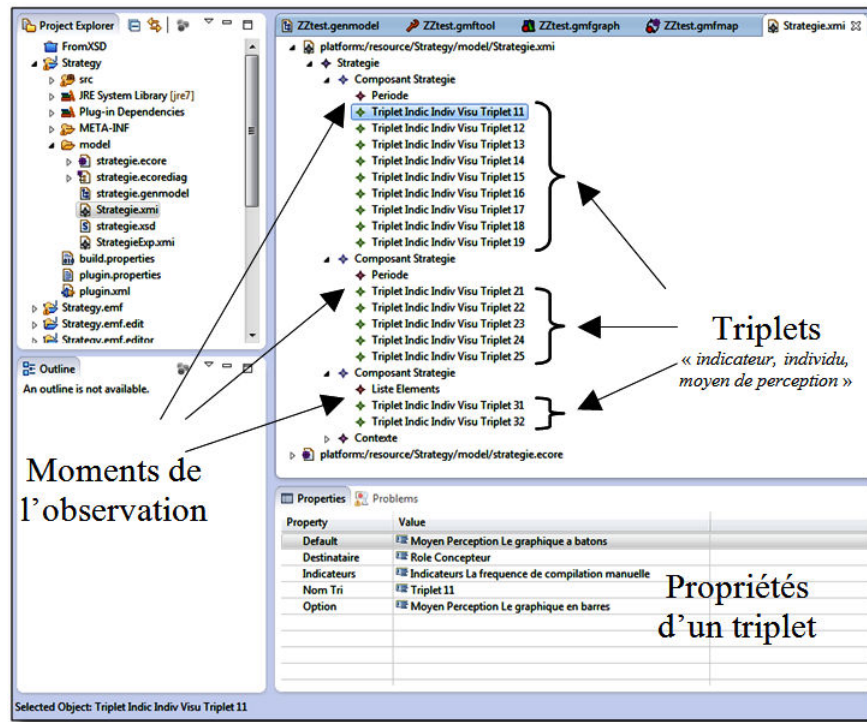 Project Explorer
FromXSD
Strategy
src
JRE System Library [jre7]
Plug-in Dependencies
META-INF
model
strategie.ecore
strategie.ecorediag
strategie.genmodel
Strategie.xmi
strategie.xsd
StrategieExp.xmi
build.properties
plugin.properties
plugin.xml
Strategy.emf
Strategy.emf.edit
Strategy.emf.editor
Outline
An outline is not available.
ZZtest.genmodel
ZZtest.gmftool
ZZtest.gmfgraph
ZZtest.gmfmap
Strategie.xmi
platform:/resource/Strategy/model/Strategie.xmi
Strategie
Composant Strategie
Periode
Triplet Indic Indiv Visu Triplet 11
Triplet Indic Indiv Visu Triplet 12
Triplet Indic Indiv Visu Triplet 13
Triplet Indic Indiv Visu Triplet 14
Triplet Indic Indiv Visu Triplet 15
Triplet Indic Indiv Visu Triplet 16
Triplet Indic Indiv Visu Triplet 17
Triplet Indic Indiv Visu Triplet 18
Triplet Indic Indiv Visu Triplet 19
Composant Strategie
Periode
Triplet Indic Indiv Visu Triplet 21
Triplet Indic Indiv Visu Triplet 22
Triplet Indic Indiv Visu Triplet 23
Triplet Indic Indiv Visu Triplet 24
Triplet Indic Indiv Visu Triplet 25
Composant Strategie
Liste Elements
Triplet Indic Indiv Visu Triplet 31
Triplet Indic Indiv Visu Triplet 32
Contexte
platform:/resource/Strategy/model/strategie.ecore
Triplets
« indicateur, individu,
moyen de perception »
Moments de
l’observation
Properties Problems
Property Value
Default Moyen Perception Le graphique a batons
Destinataire Role Concepteur
Indicateurs Indicateurs La frequence de compilation manuelle
Nom Tri Triplet 11
Option Moyen Perception Le graphique en barres
Propriétés
d’un triplet
Selected Object: Triplet Indic Indiv Visu Triplet 11